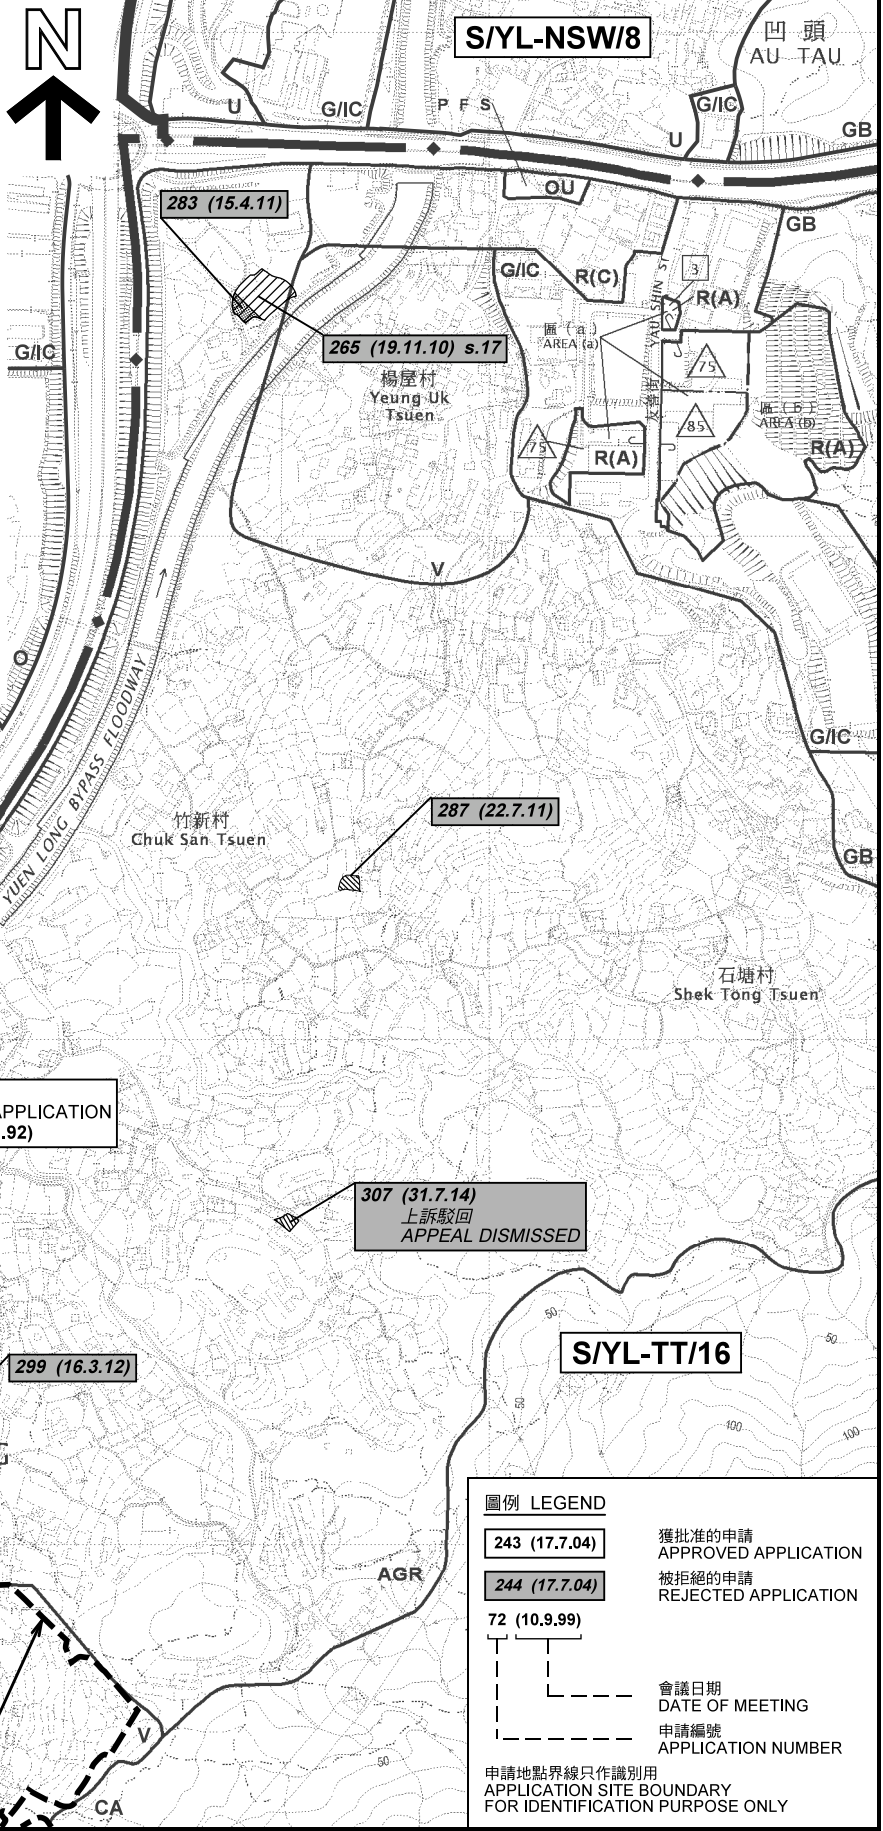 N
S/YL-NSW/8
凹 頭
AU TAU
U
G/IC
P F S
G/IC
U
GB
OU
283 (15.4.11)
GB
G/IC
R(C)
3
R(A)
YAU SHIN ST
友善街
區 (a)
AREA (a)
265 (19.11.10) s.17
G/IC
75
楊屋村
Yeung Uk
Tsuen
85
區 (b)
AREA (b)
75
R(A)
R(A)
V
O
YUEN LONG BYPASS FLOODWAY
G/IC
287 (22.7.11)
竹新村
Chuk San Tsuen
GB
石塘村
Shek Tong Tsuen
APPLICATION
.92)
307 (31.7.14)
上訴駁回
APPEAL DISMISSED
50
50
S/YL-TT/16
299 (16.3.12)
50
100
100
圖例 LEGEND
243 (17.7.04)
獲批准的申請
APPROVED APPLICATION
244 (17.7.04)
被拒絕的申請
REJECTED APPLICATION
72 (10.9.99)
會議日期
DATE OF MEETING
申請編號
APPLICATION NUMBER
申請地點界線只作識別用
APPLICATION SITE BOUNDARY
FOR IDENTIFICATION PURPOSE ONLY
AGR
V
50
CA